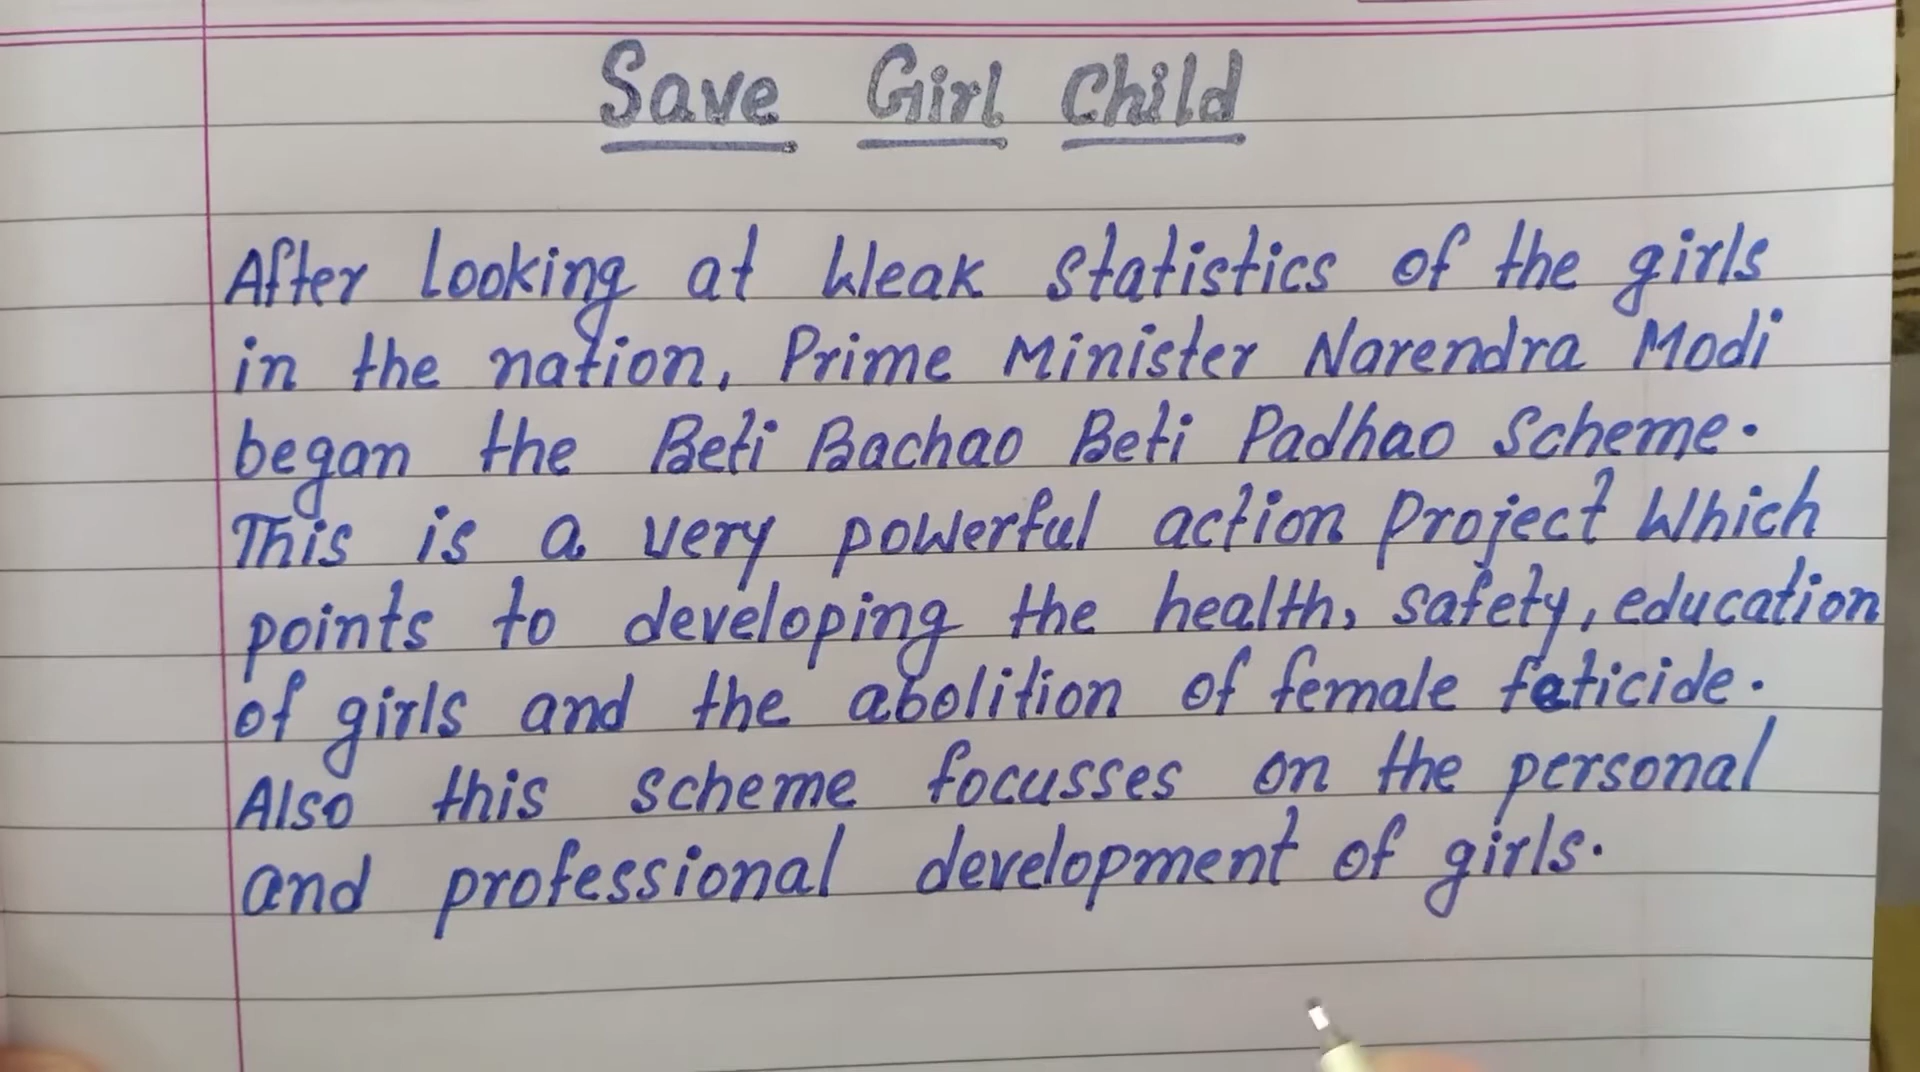 Save Girl Child
After looking at Weak Statistics of the girls
in the nation, Prime Minister Narendra Modi
began the Beti Bachao Beti Padhao Scheme.
This is a very powerful action Project Which
points to developing the health, safety, education
of girls and the abolition of female feticide.
Also this scheme focusses on the personal
and professional development of girls.